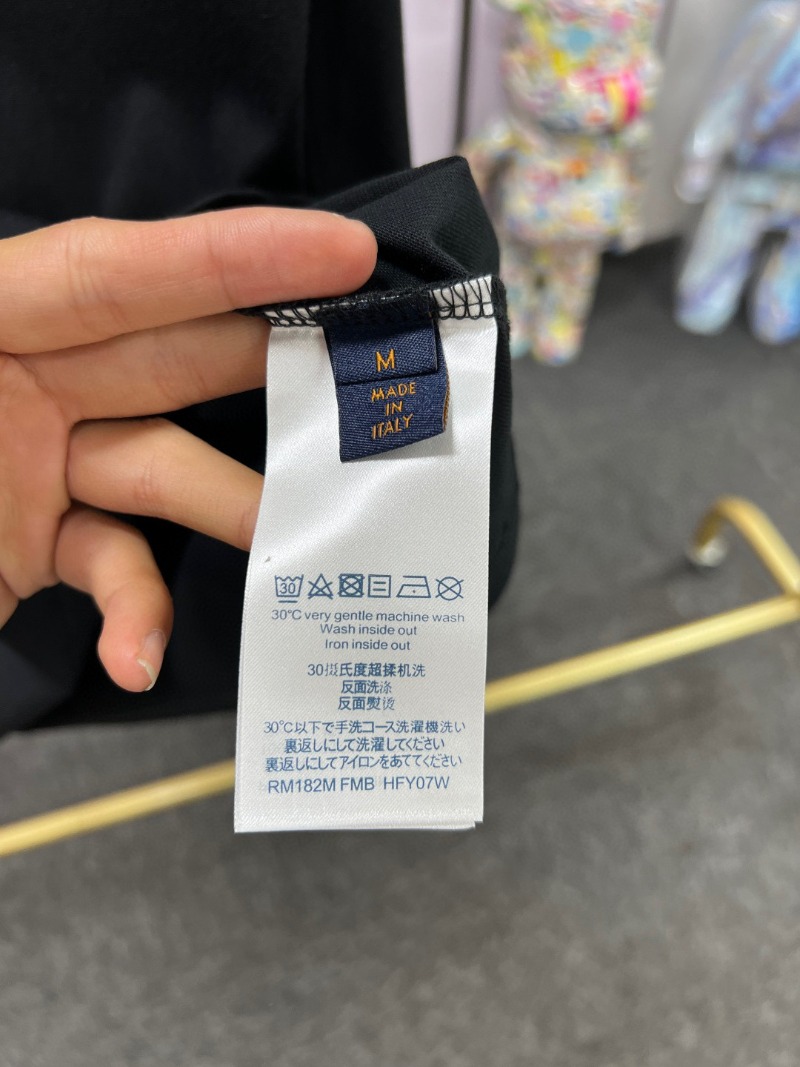 M
MADE
IN
ITALY
30
30°C very gentle machine wash
Wash inside out
Iron inside out
30摄氏度超揉机洗
反面洗涤
反面熨烫
30°C以下で手洗コース洗濯機洗い
裏返しにして洗濯してください
裏返しにしてアイロンをあててください
RM182M FMB HFY07W